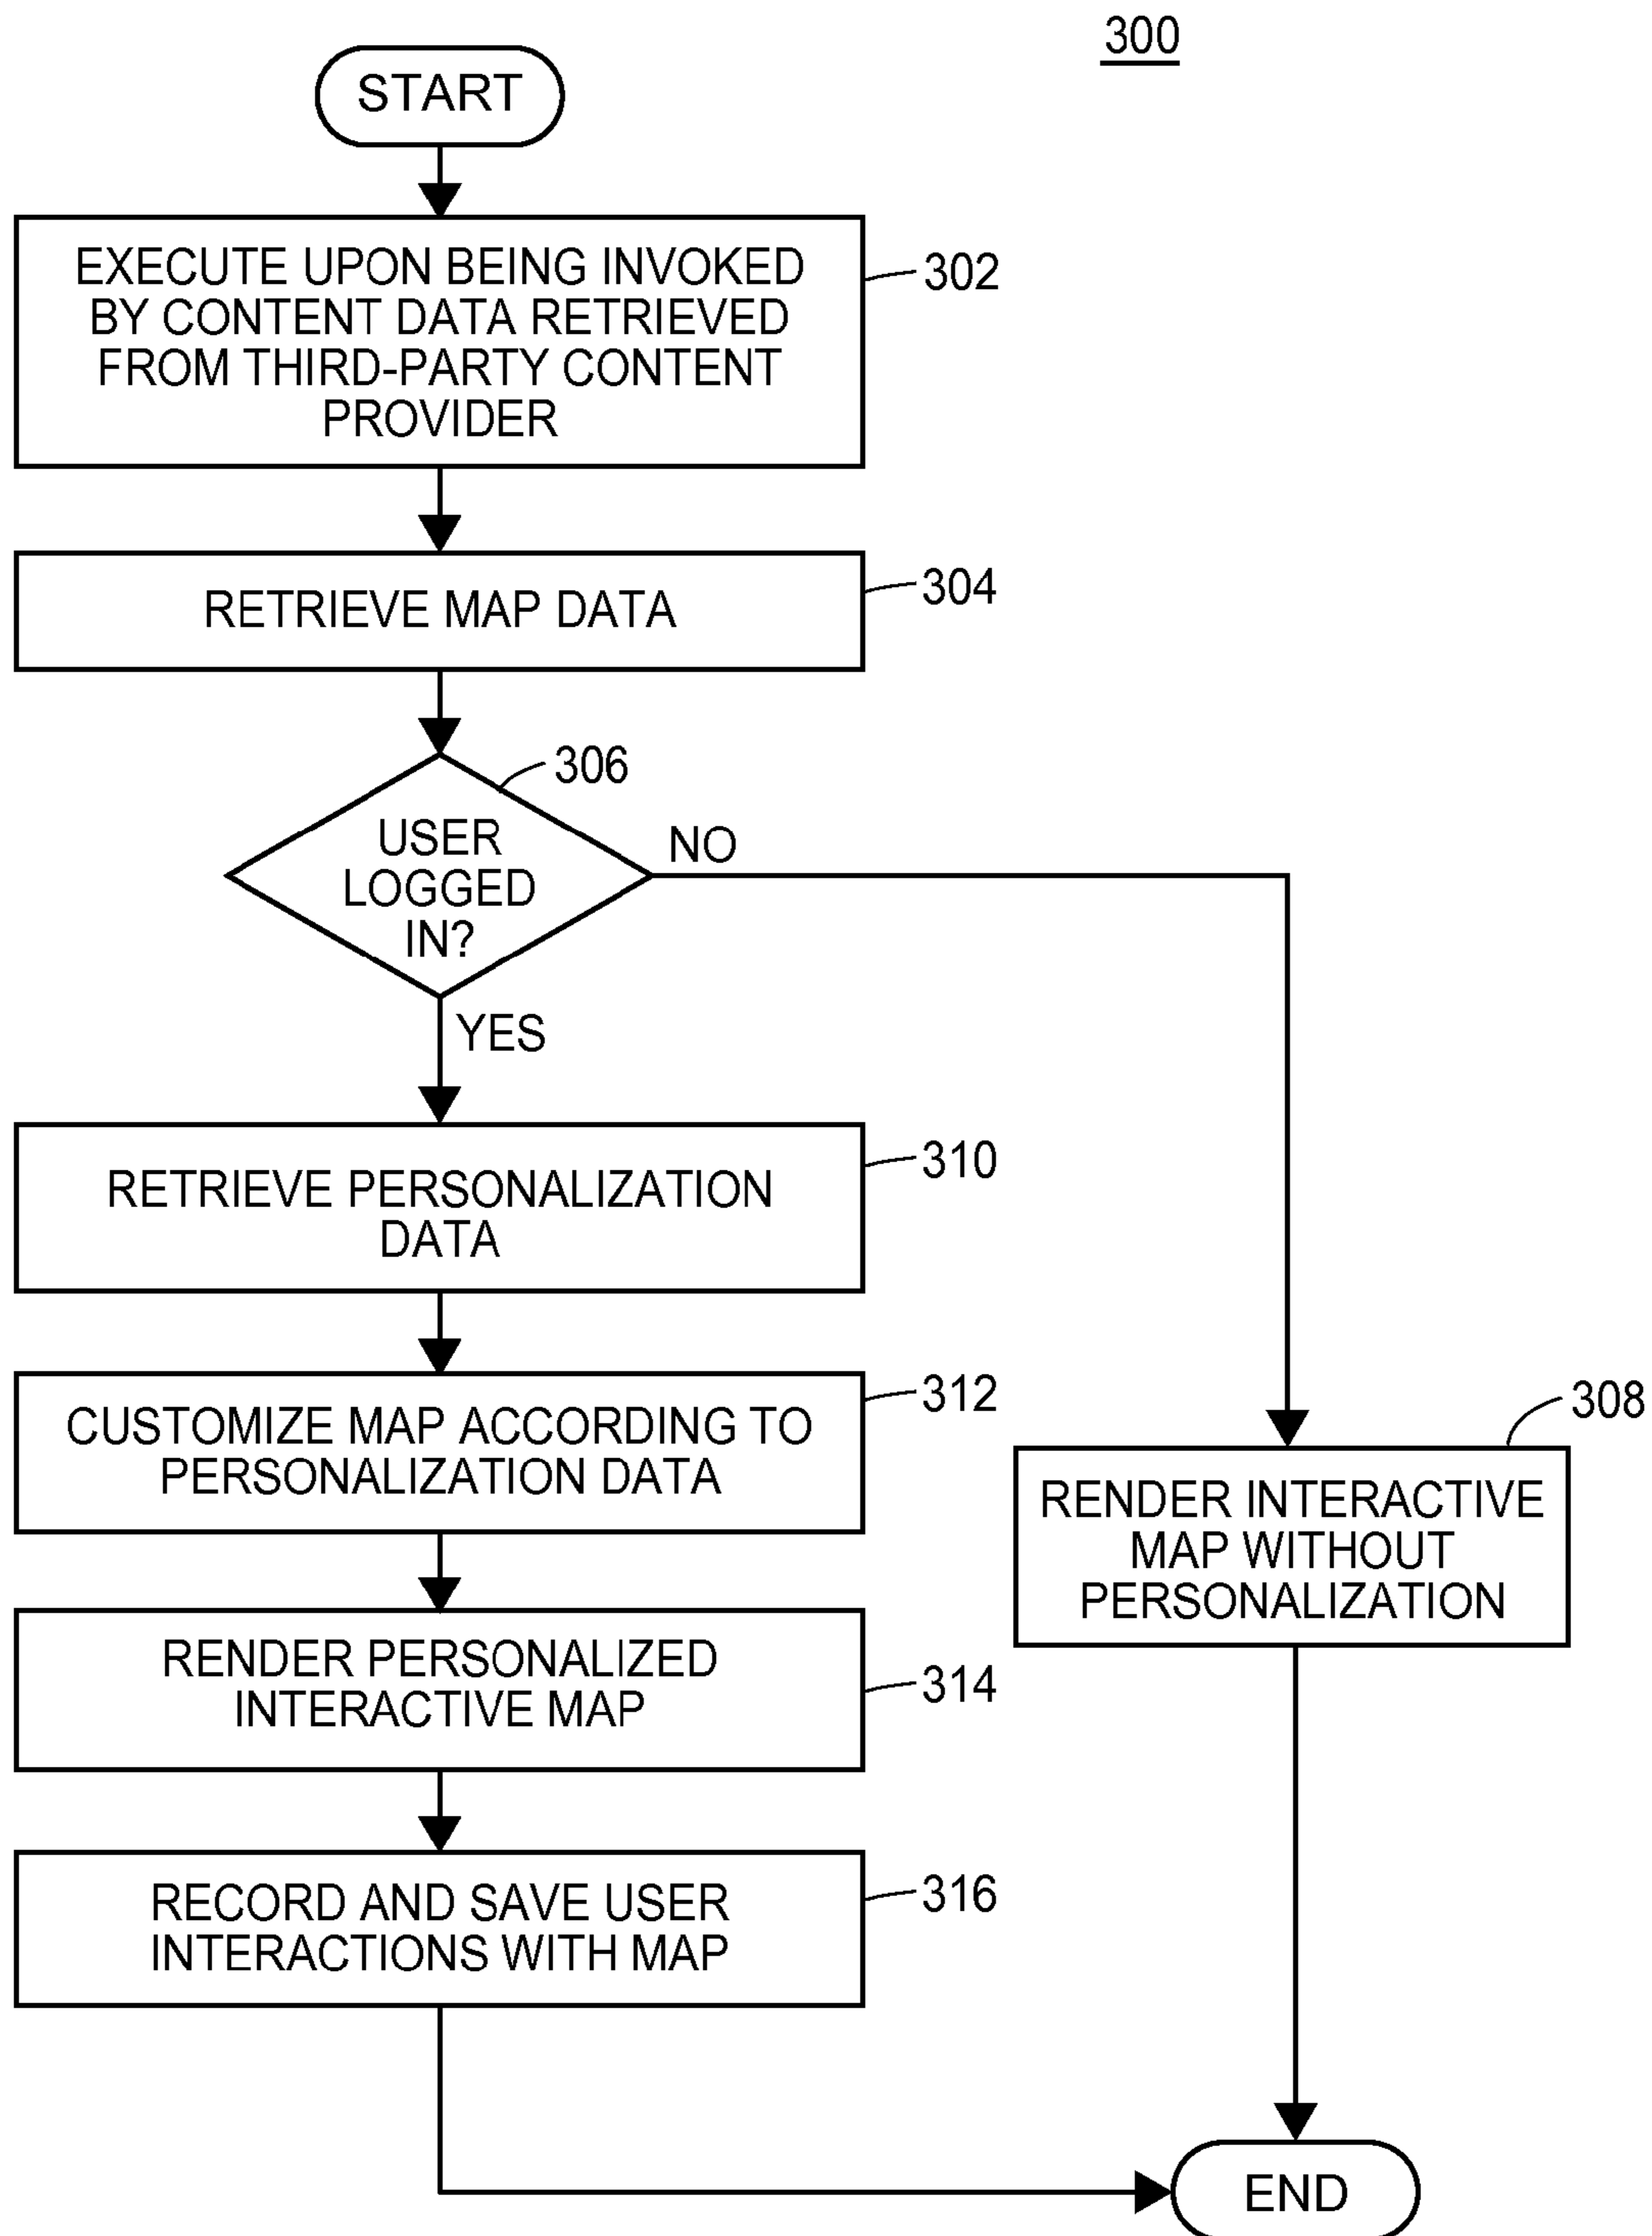 300
START
EXECUTE UPON BEING INVOKED
BY CONTENT DATA RETRIEVED
FROM THIRD-PARTY CONTENT
PROVIDER
302
RETRIEVE MAP DATA
304
306
USER
LOGGED
IN?
NO
YES
RETRIEVE PERSONALIZATION
DATA
310
CUSTOMIZE MAP ACCORDING TO
PERSONALIZATION DATA
312
308
RENDER INTERACTIVE
MAP WITHOUT
PERSONALIZATION
RENDER PERSONALIZED
INTERACTIVE MAP
314
RECORD AND SAVE USER
INTERACTIONS WITH MAP
316
END